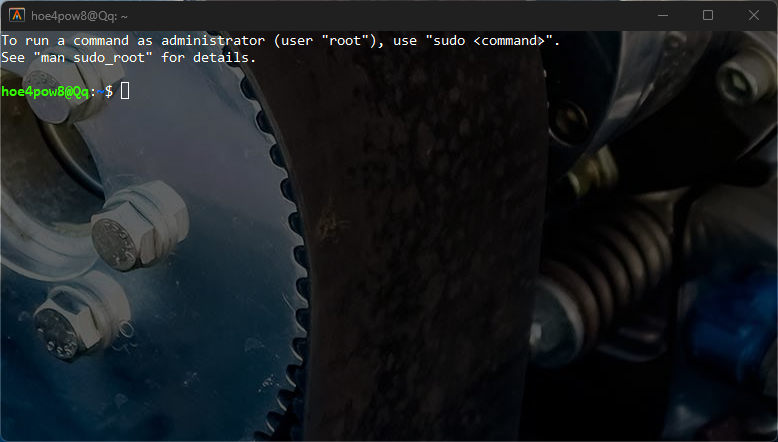 hoe4pow8@Qq: ~
To run a command as administrator (user "root"), use "sudo <command>".
See "man sudo_root" for details.
hoe4pow8@Qq:~$